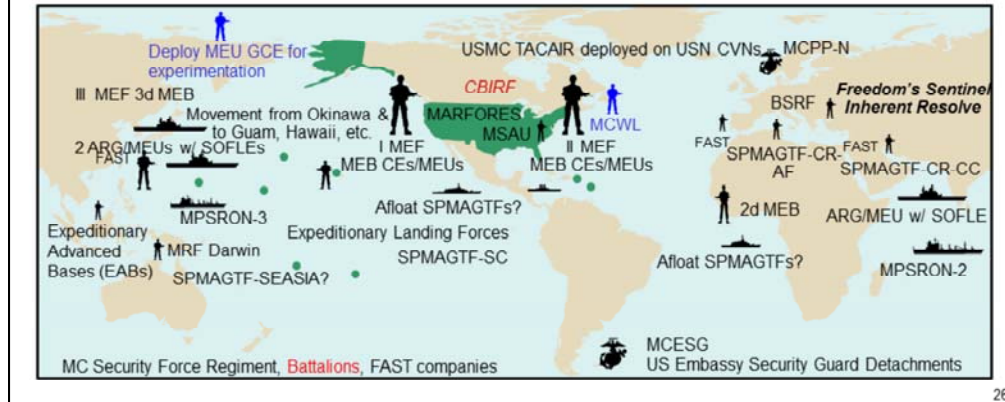 Deploy MEU GCE for
experimentation
USMC TACAIR deployed on USN CVNs
MCPP-N
III MEF 3d MEB
CBIRF
Freedom's Sentinel
Inherent Resolve
Movement from Okinawa &
to Guam, Hawaii, etc.
MARFORES
MSAU
MCWL
BSRF
2 ARG/MEUs w/ SOFLEs
FAST
I MEF
MEB CEs/MEUs
II MEF
MEB CEs/MEUs
FAST
SPMAGTF-CR-
AF
FAST
SPMAGTF-CR-CC
MPSRON-3
Afloat SPMAGTFs?
2d MEB
ARG/MEU w/ SOFLE
Expeditionary
Advanced
Bases (EABs)
MRF Darwin
SPMAGTF-SEASIA?
Expeditionary Landing Forces
SPMAGTF-SC
Afloat SPMAGTFs?
MPSRON-2
MC Security Force Regiment, Battalions, FAST companies
MCESG
US Embassy Security Guard Detachments
26